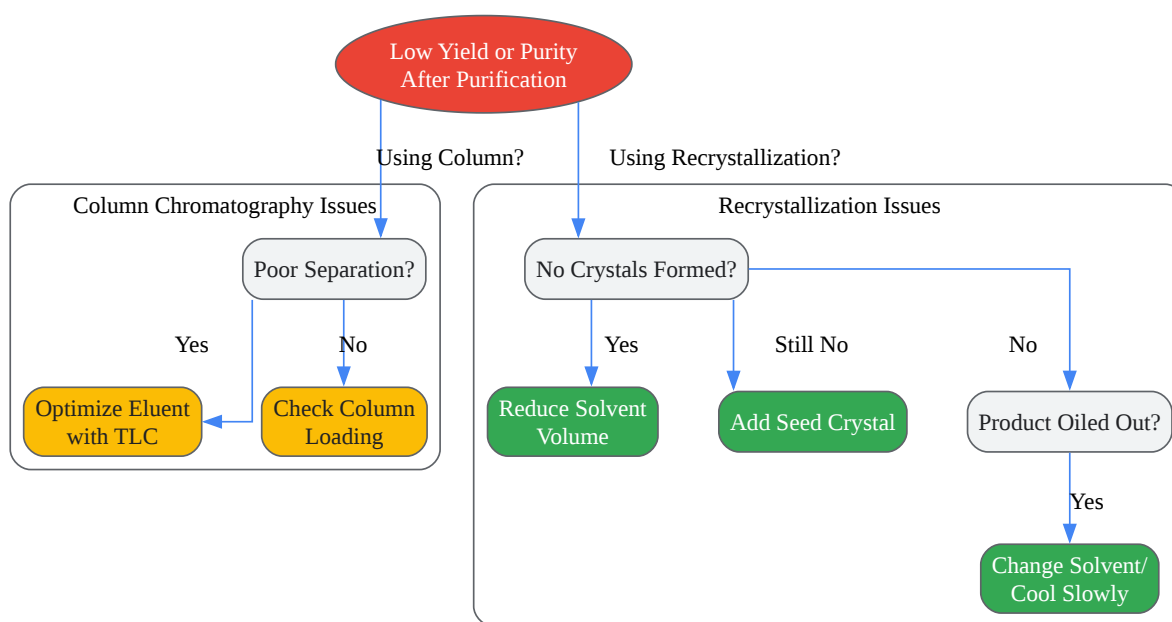 Low Yield or Purity
After Purification
Using Column?
Using Recrystallization?
Column Chromatography Issues
Recrystallization Issues
Poor Separation?
No Crystals Formed?
Yes
No
Yes
Still No
No
Optimize Eluent
with TLC
Check Column
Loading
Reduce Solvent
Volume
Add Seed Crystal
Product Oiled Out?
Yes
Change Solvent/
Cool Slowly